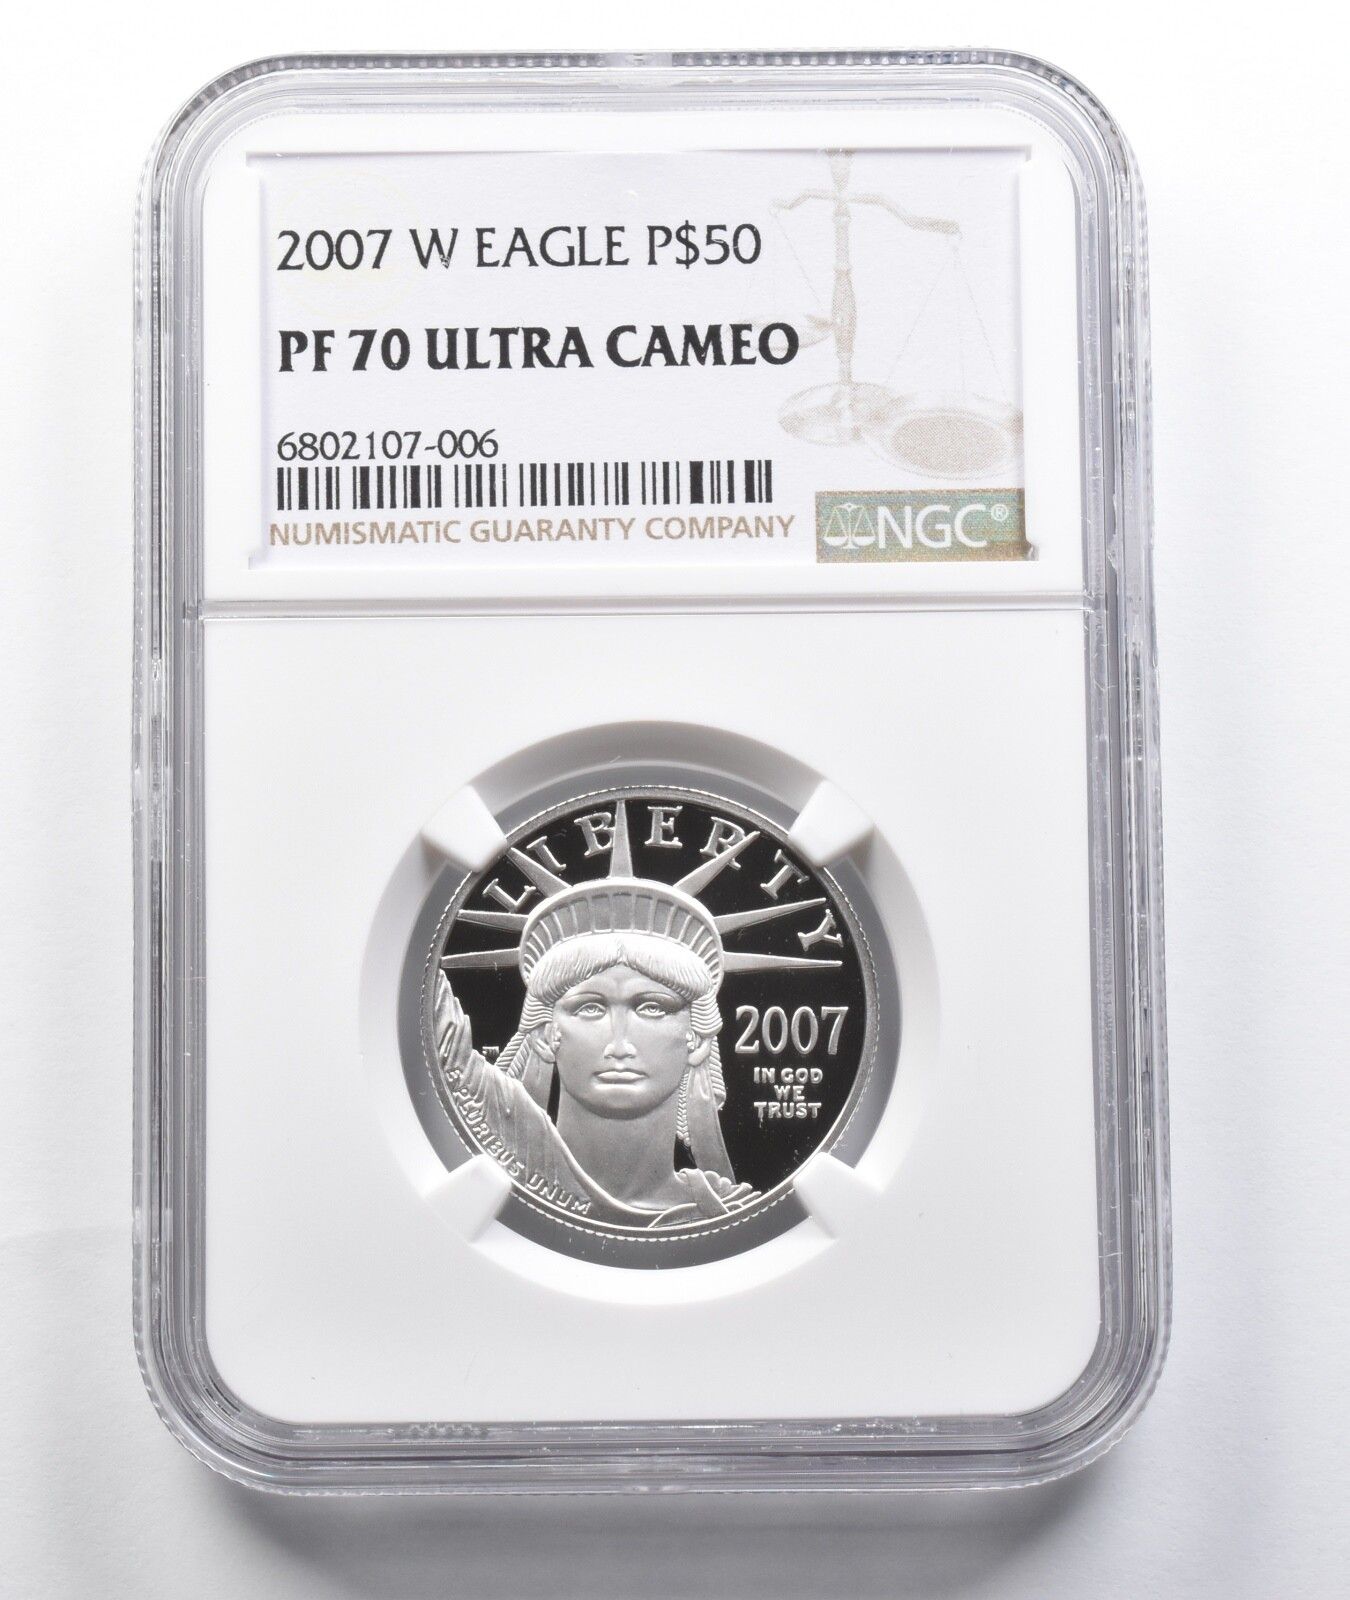 2007 W EAGLE P$50
PF 70 ULTRA CAMEO
6802107-006
NUMISMATIC GUARANTY COMPANY
NGC®
LIBERTY
2007
IN GOD
WE
TRUST
E PLURIBUS UNUM